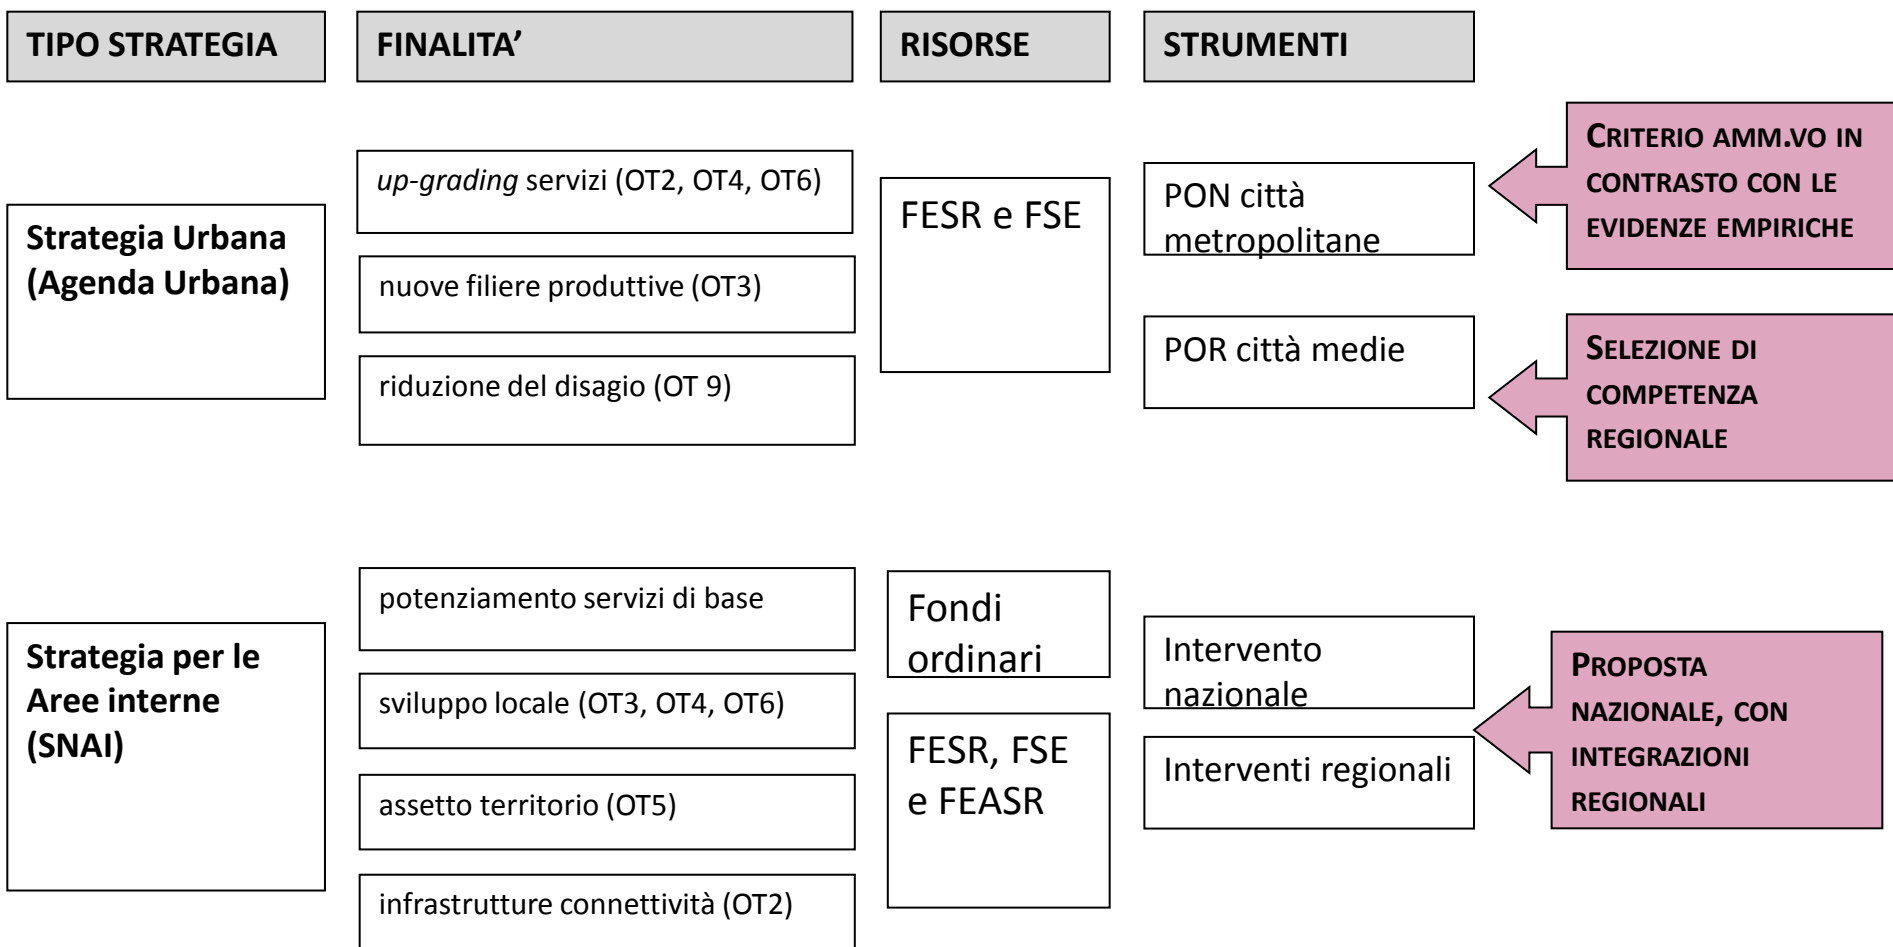 TIPO STRATEGIA
FINALITA’
RISORSE
STRUMENTI
Strategia Urbana
(Agenda Urbana)
up-grading servizi (OT2, OT4, OT6)
nuove filiere produttive (OT3)
riduzione del disagio (OT 9)
FESR e FSE
PON città
metropolitane
POR città medie
CRITERIO AMM.VO IN
CONTRASTO CON LE
EVIDENZE EMPIRICHE
SELEZIONE DI
COMPETENZA
REGIONALE
Strategia per le
Aree interne
(SNAI)
potenziamento servizi di base
sviluppo locale (OT3, OT4, OT6)
assetto territorio (OT5)
infrastrutture connettività (OT2)
Fondi
ordinari
FESR, FSE
e FEASR
Intervento
nazionale
Interventi regionali
PROPOSTA
NAZIONALE, CON
INTEGRAZIONI
REGIONALI